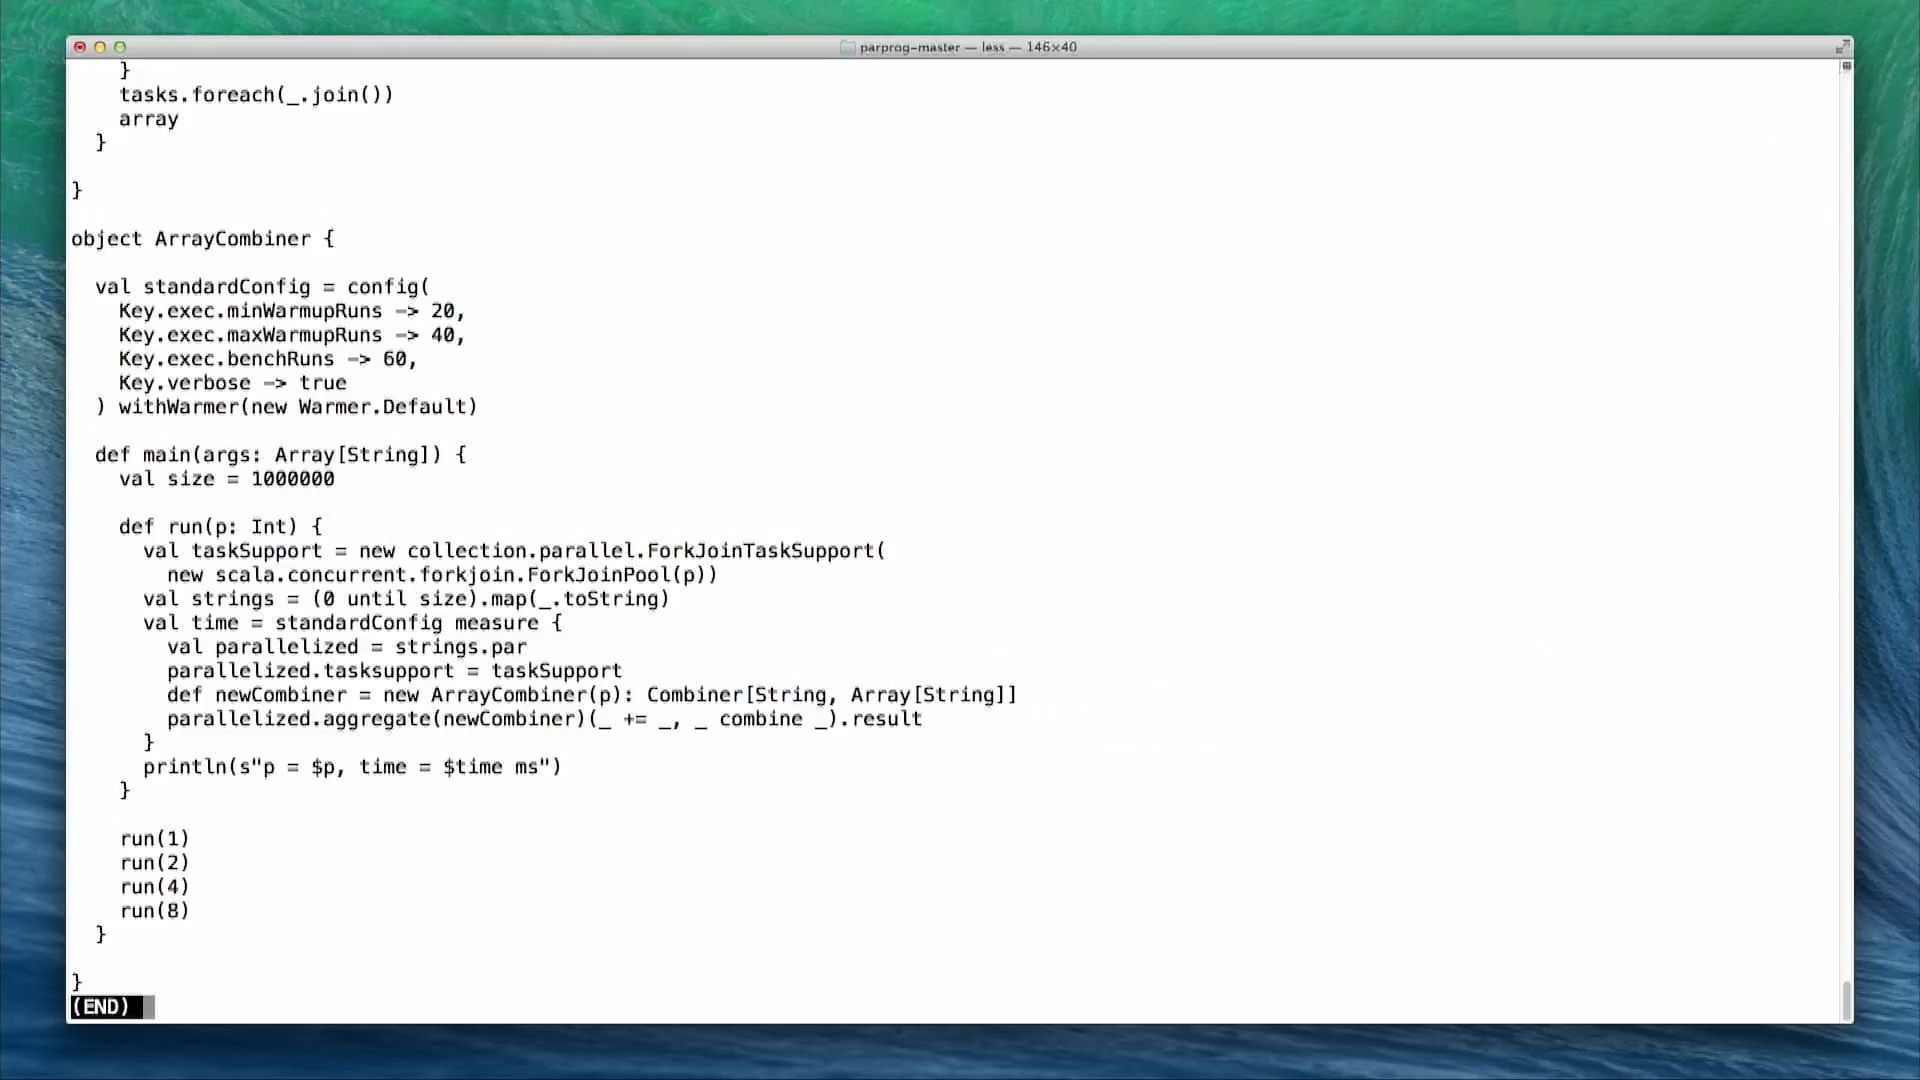 parprog-master — less — 146×40
}
tasks.foreach(_.join())
array
}
}
object ArrayCombiner {
val standardConfig = config(
Key.exec.minWarmupRuns -> 20,
Key.exec.maxWarmupRuns -> 40,
Key.exec.benchRuns -> 60,
Key.verbose -> true
) withWarmer(new Warmer.Default)
def main(args: Array[String]) {
val size = 1000000
def run(p: Int) {
val taskSupport = new collection.parallel.ForkJoinTaskSupport(
new scala.concurrent.forkjoin.ForkJoinPool(p))
val strings = (0 until size).map(_.toString)
val time = standardConfig measure {
val parallelized = strings.par
parallelized.tasksupport = taskSupport
def newCombiner = new ArrayCombiner(p): Combiner[String, Array[String]]
parallelized.aggregate(newCombiner)(_ += _, _ combine _).result
}
println(s"p = $p, time = $time ms")
}
run(1)
run(2)
run(4)
run(8)
}
}
(END)